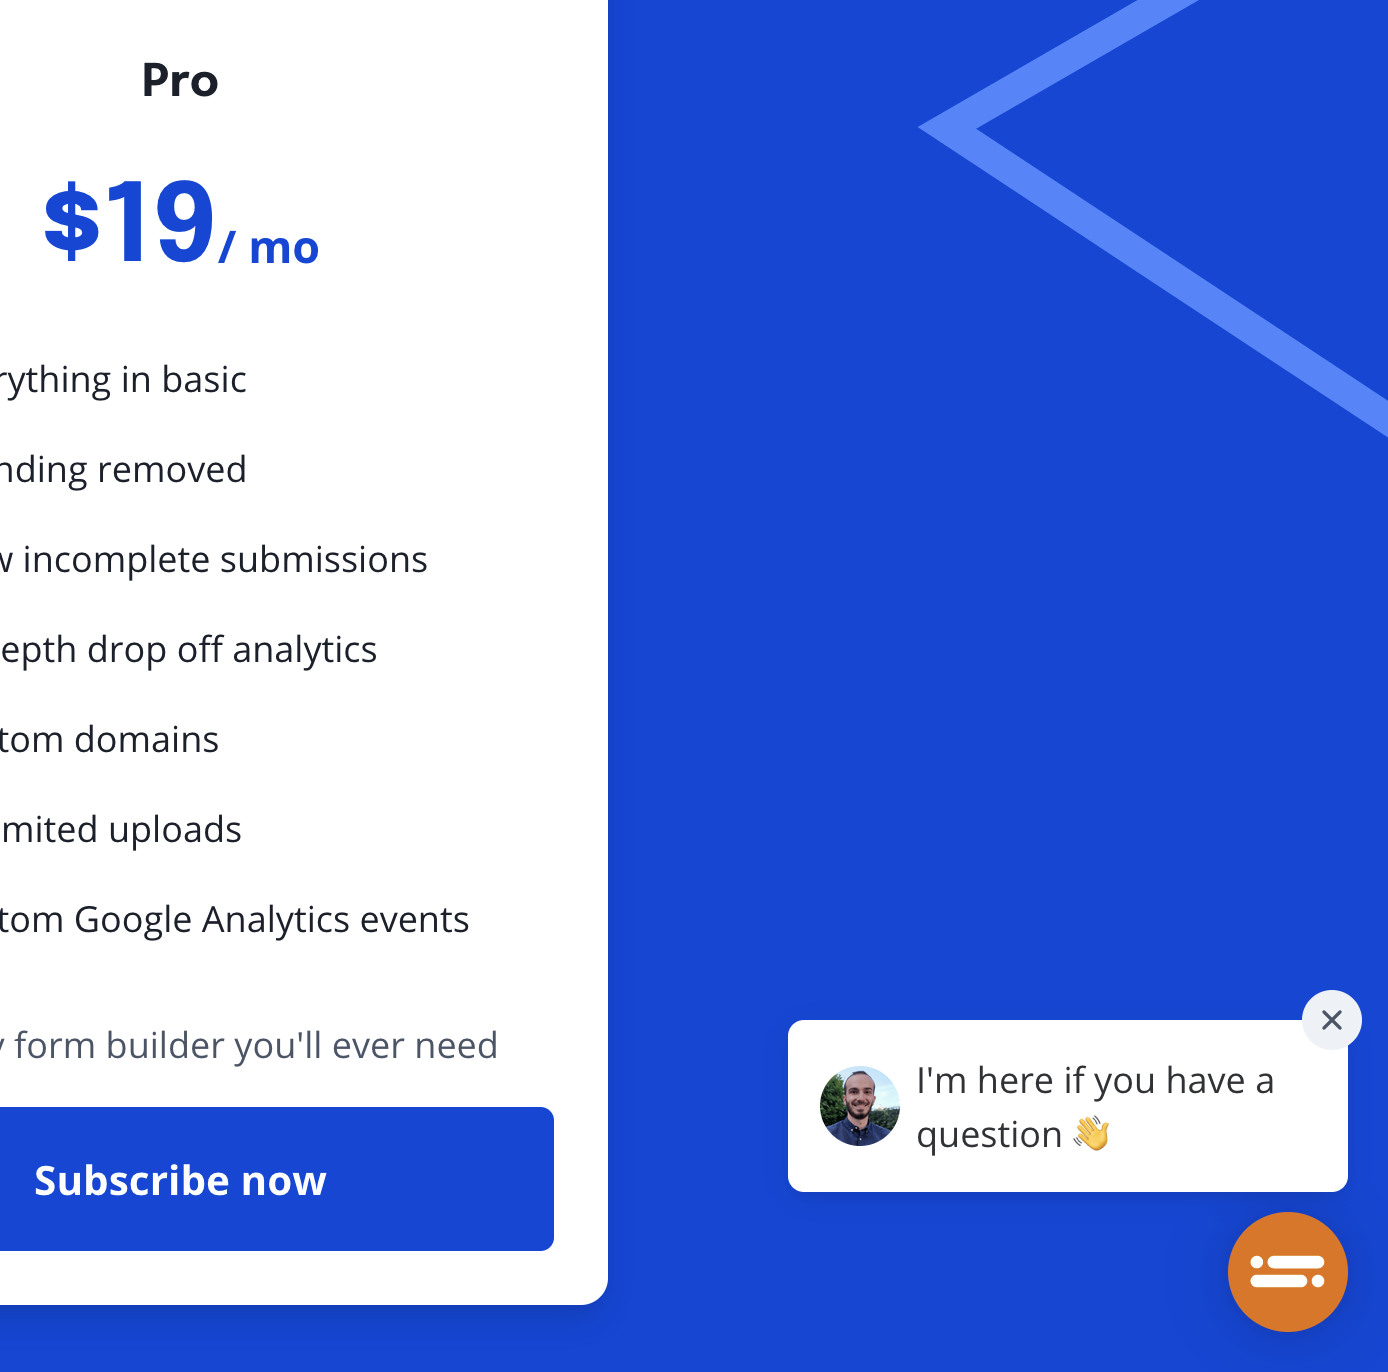 Pro
$19/ mo
rything in basic
nding removed
w incomplete submissions
epth drop off analytics
tom domains
mited uploads
tom Google Analytics events
y form builder you'll ever need
Subscribe now
I'm here if you have a
question 👋